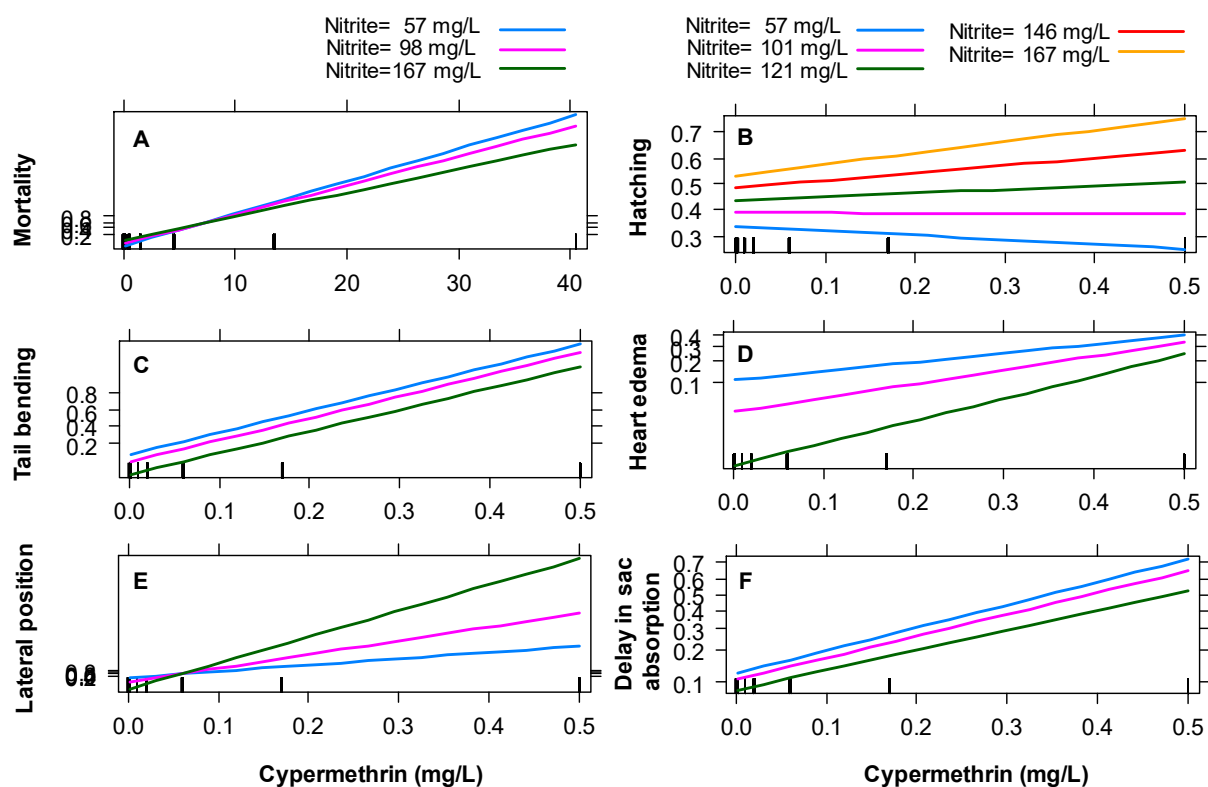 Nitrite= 57 mg/L
Nitrite= 98 mg/L
Nitrite=167 mg/L
Nitrite= 57 mg/L
Nitrite= 101 mg/L
Nitrite= 121 mg/L
Nitrite= 146 mg/L
Nitrite= 167 mg/L
A
Mortality
0.8
0.2
0 10 20 30 40
B
Hatching
0.7
0.6
0.5
0.4
0.3
0.0 0.1 0.2 0.3 0.4 0.5
C
Tail bending
0.8
0.6
0.4
0.2
0.0 0.1 0.2 0.3 0.4 0.5
D
Heart edema
0.4
0.3
0.2
0.1
0.0 0.1 0.2 0.3 0.4 0.5
E
Lateral position
0.0 0.1 0.2 0.3 0.4 0.5
Cypermethrin (mg/L)
F
Delay in sac
absorption
0.7
0.6
0.5
0.4
0.3
0.2
0.1
0.0 0.1 0.2 0.3 0.4 0.5
Cypermethrin (mg/L)